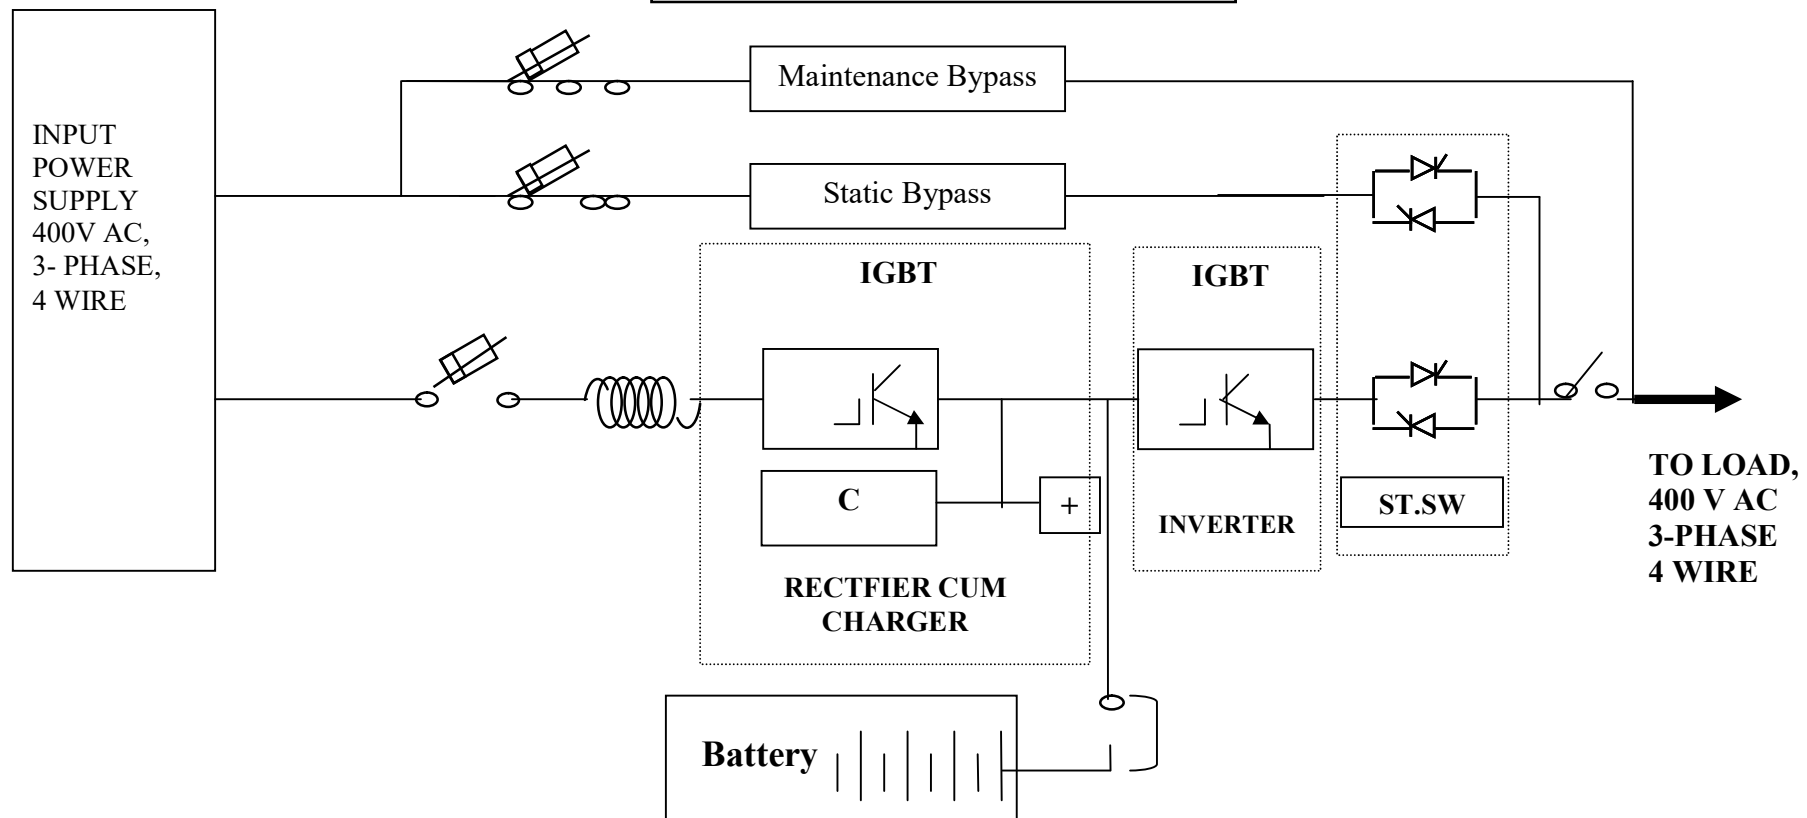 INPUT
POWER
SUPPLY
400V AC,
3- PHASE,
4 WIRE
Maintenance Bypass
Static Bypass
IGBT
IGBT
C
+
INVERTER
ST.SW
RECTFIER CUM
CHARGER
TO LOAD,
400 V AC
3-PHASE
4 WIRE
Battery